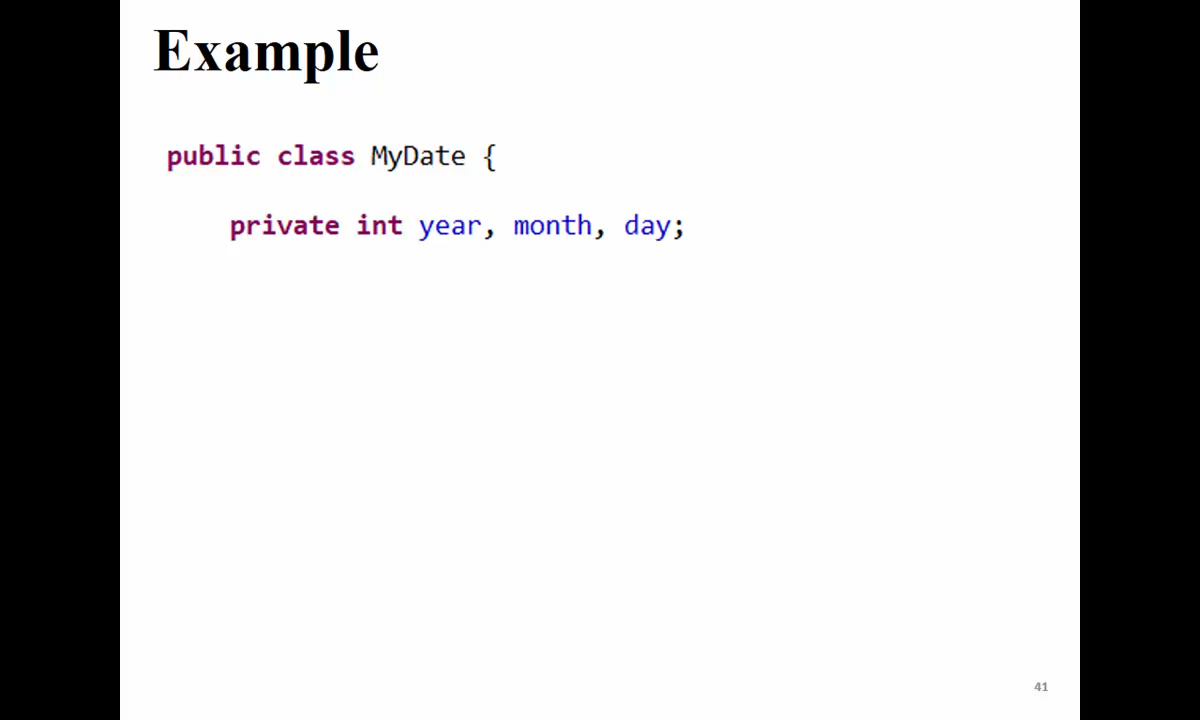 Example
public class MyDate {
private int year, month, day;
41